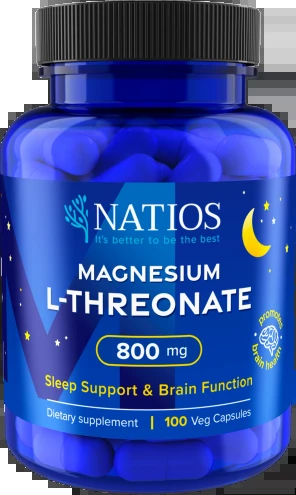 NATIOS
It's better to be the best
MAGNESIUM
L-THREONATE
800 mg
promotes
brain health
Sleep Support & Brain Function
Dietary supplement | 100 Veg Capsules